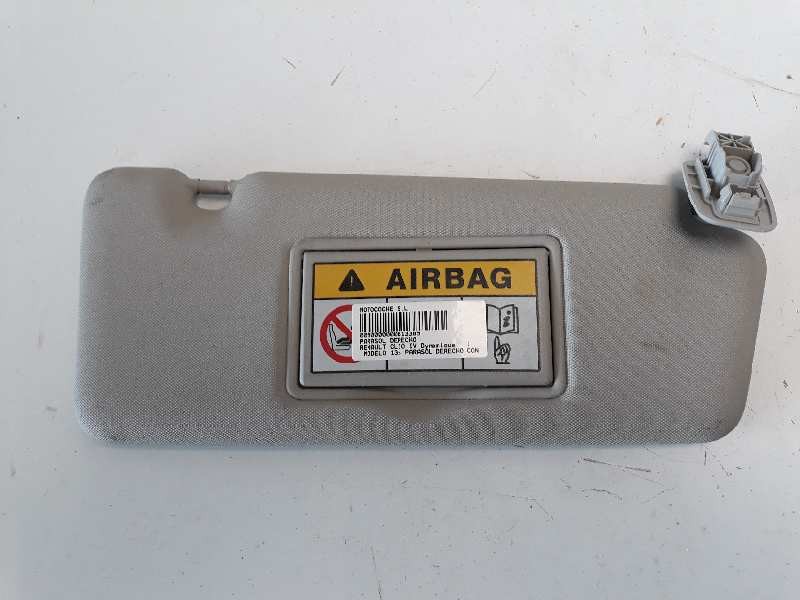 AIRBAG
MOTOCOCHE S.L
PARASOL DERECHO
RENAULT CLIO IV Dynamique
MODELO 13: PARASOL DERECHO CON